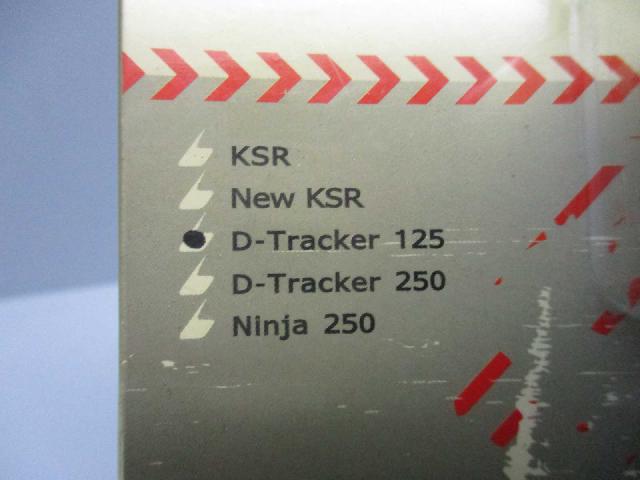 KSR
New KSR
D-Tracker 125
D-Tracker 250
Ninja 250